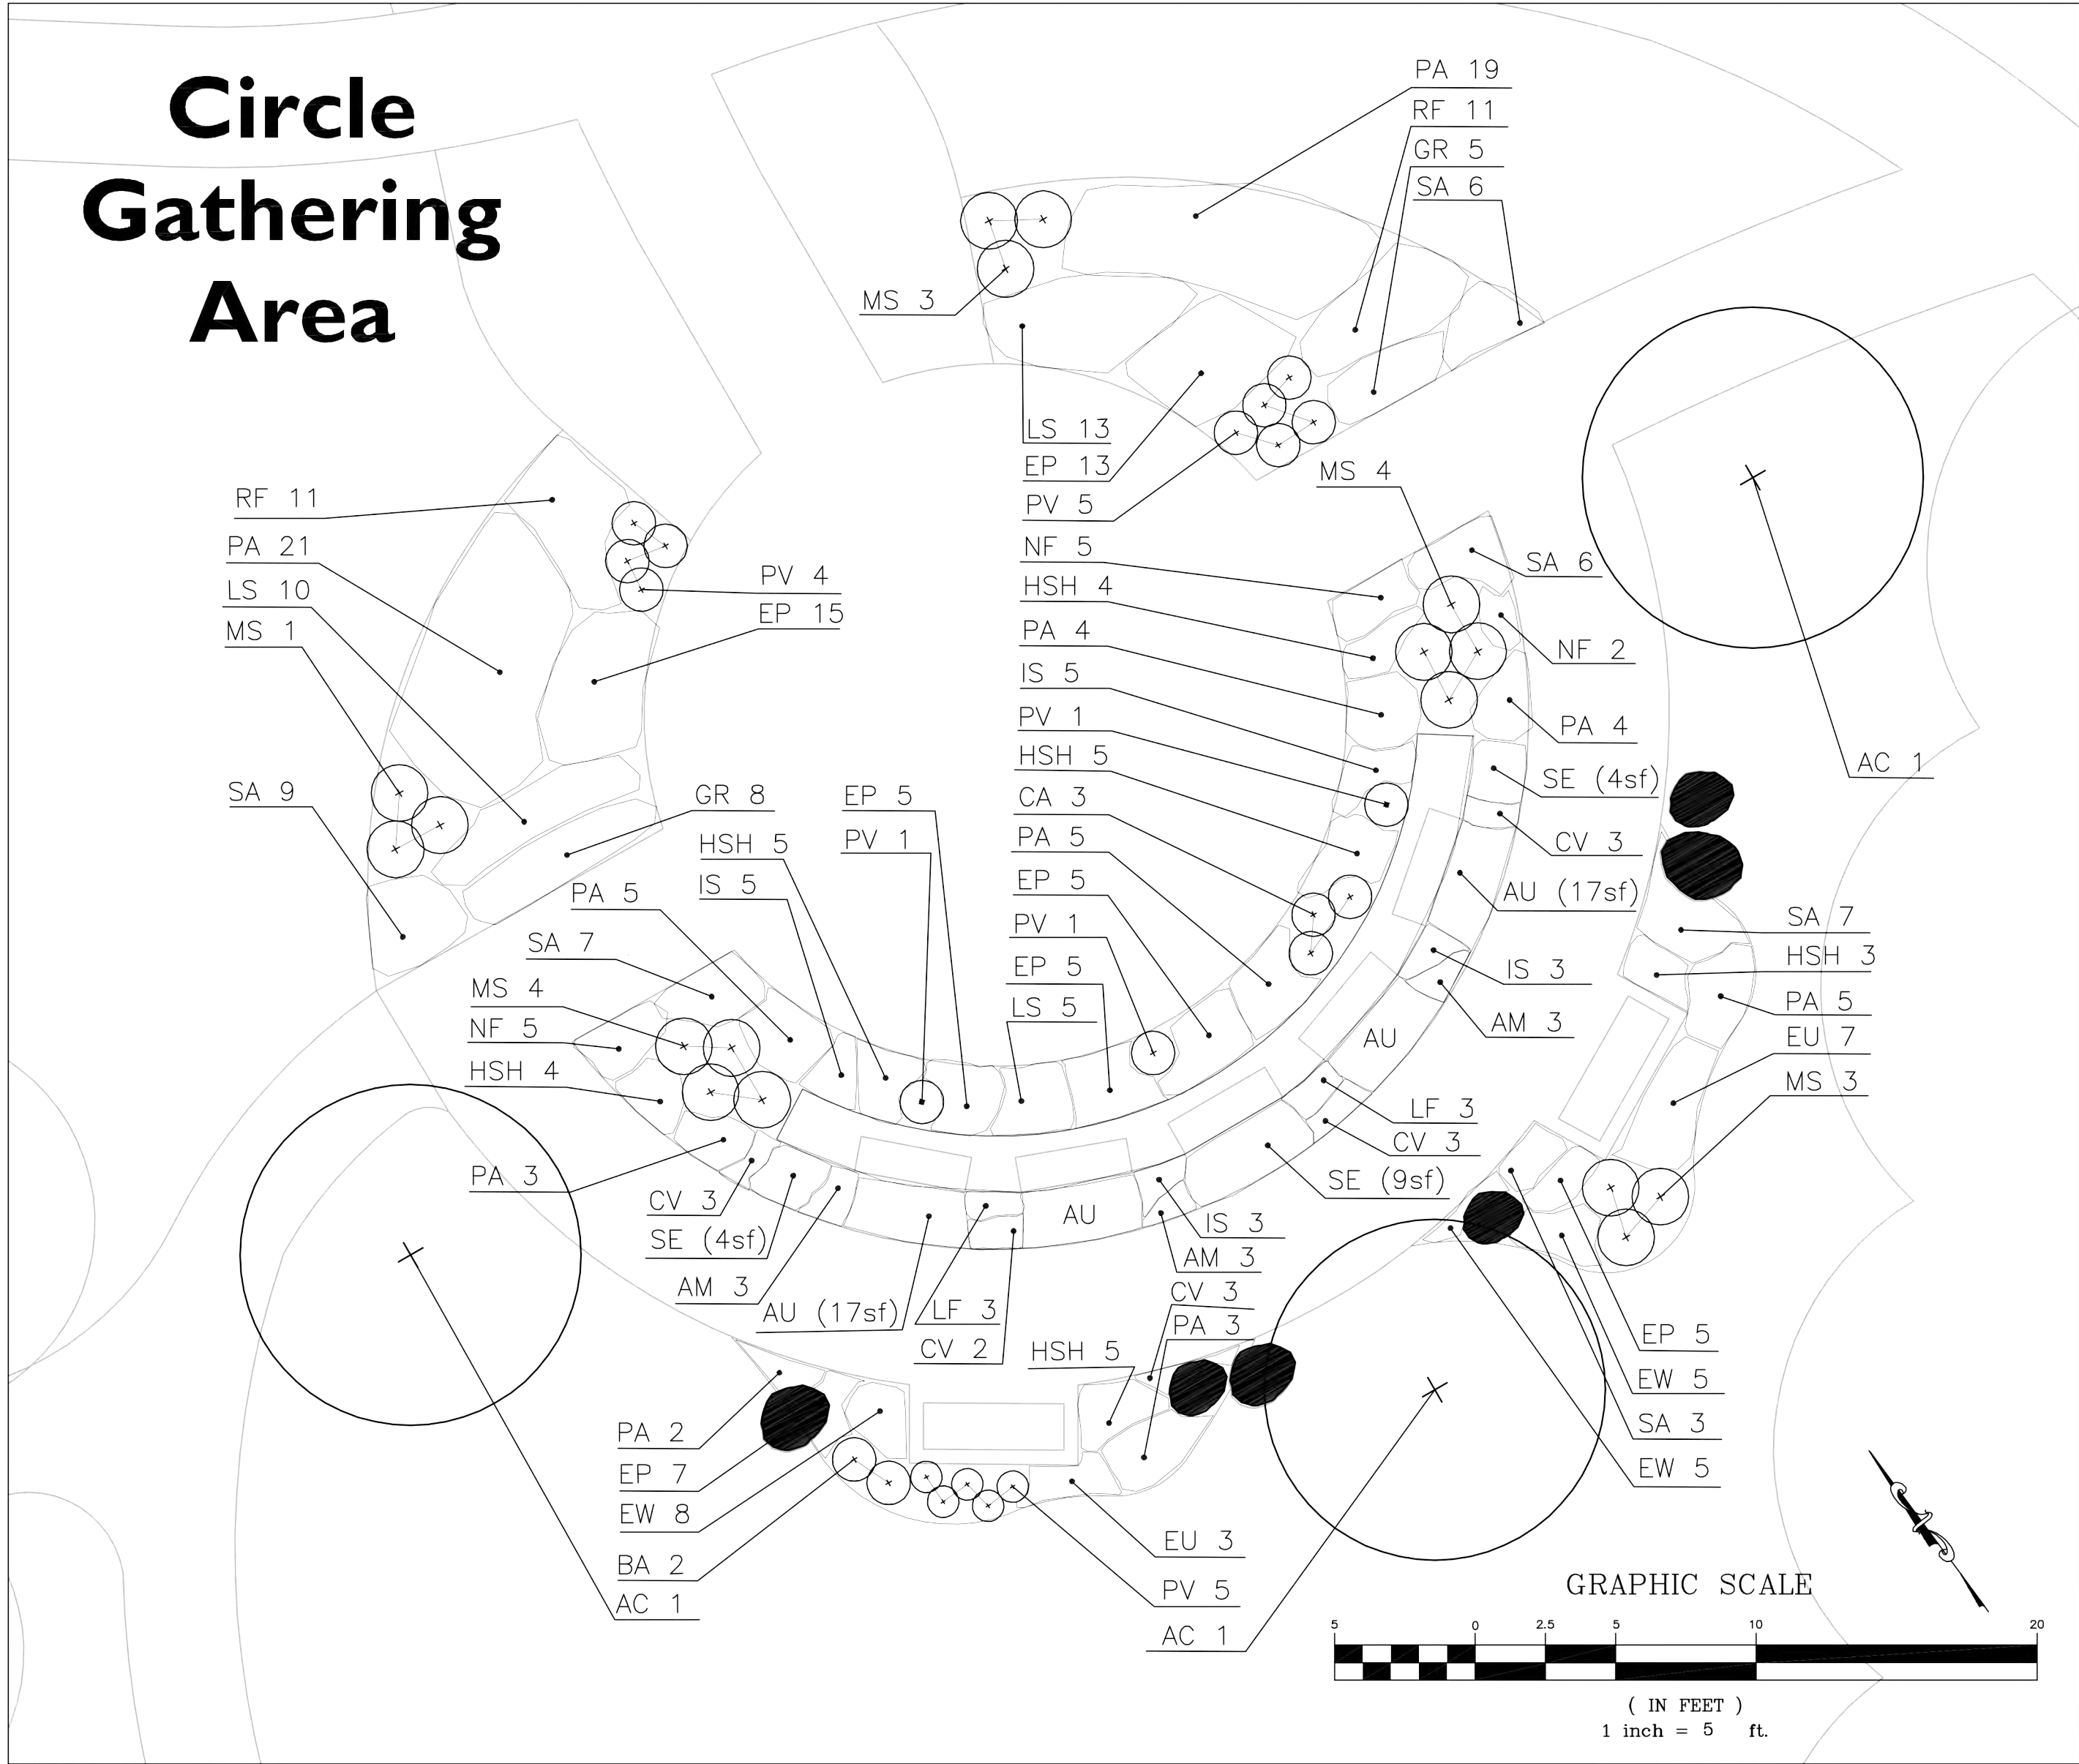 Circle
Gathering
Area
PA 19
RF 11
GR 5
SA 6
MS 3
LS 13
EP 13
PV 5
MS 4
RF 11
PA 21
LS 10
MS 1
SA 9
PV 4
EP 15
NF 5
HSH 4
PA 4
IS 5
PV 1
HSH 5
CA 3
PA 5
EP 5
PV 1
EP 5
LS 5
SA 6
NF 2
PA 4
SE (4sf)
CV 3
AU (17sf)
IS 3
AM 3
AU
LF 3
CV 3
SE (9sf)
AC 1
GR 8
EP 5
PV 1
HSH 5
IS 5
PA 5
SA 7
MS 4
NF 5
HSH 4
PA 3
CV 3
SE (4sf)
AM 3
AU (17sf)
LF 3
CV 2
AU
IS 3
AM 3
CV 3
PA 3
HSH 5
SA 7
HSH 3
PA 5
EU 7
MS 3
EP 5
EW 5
SA 3
EW 5
PA 2
EP 7
EW 8
BA 2
AC 1
EU 3
PV 5
AC 1
GRAPHIC SCALE
5 0 2.5 5 10 20
( IN FEET )
1 inch = 5 ft.